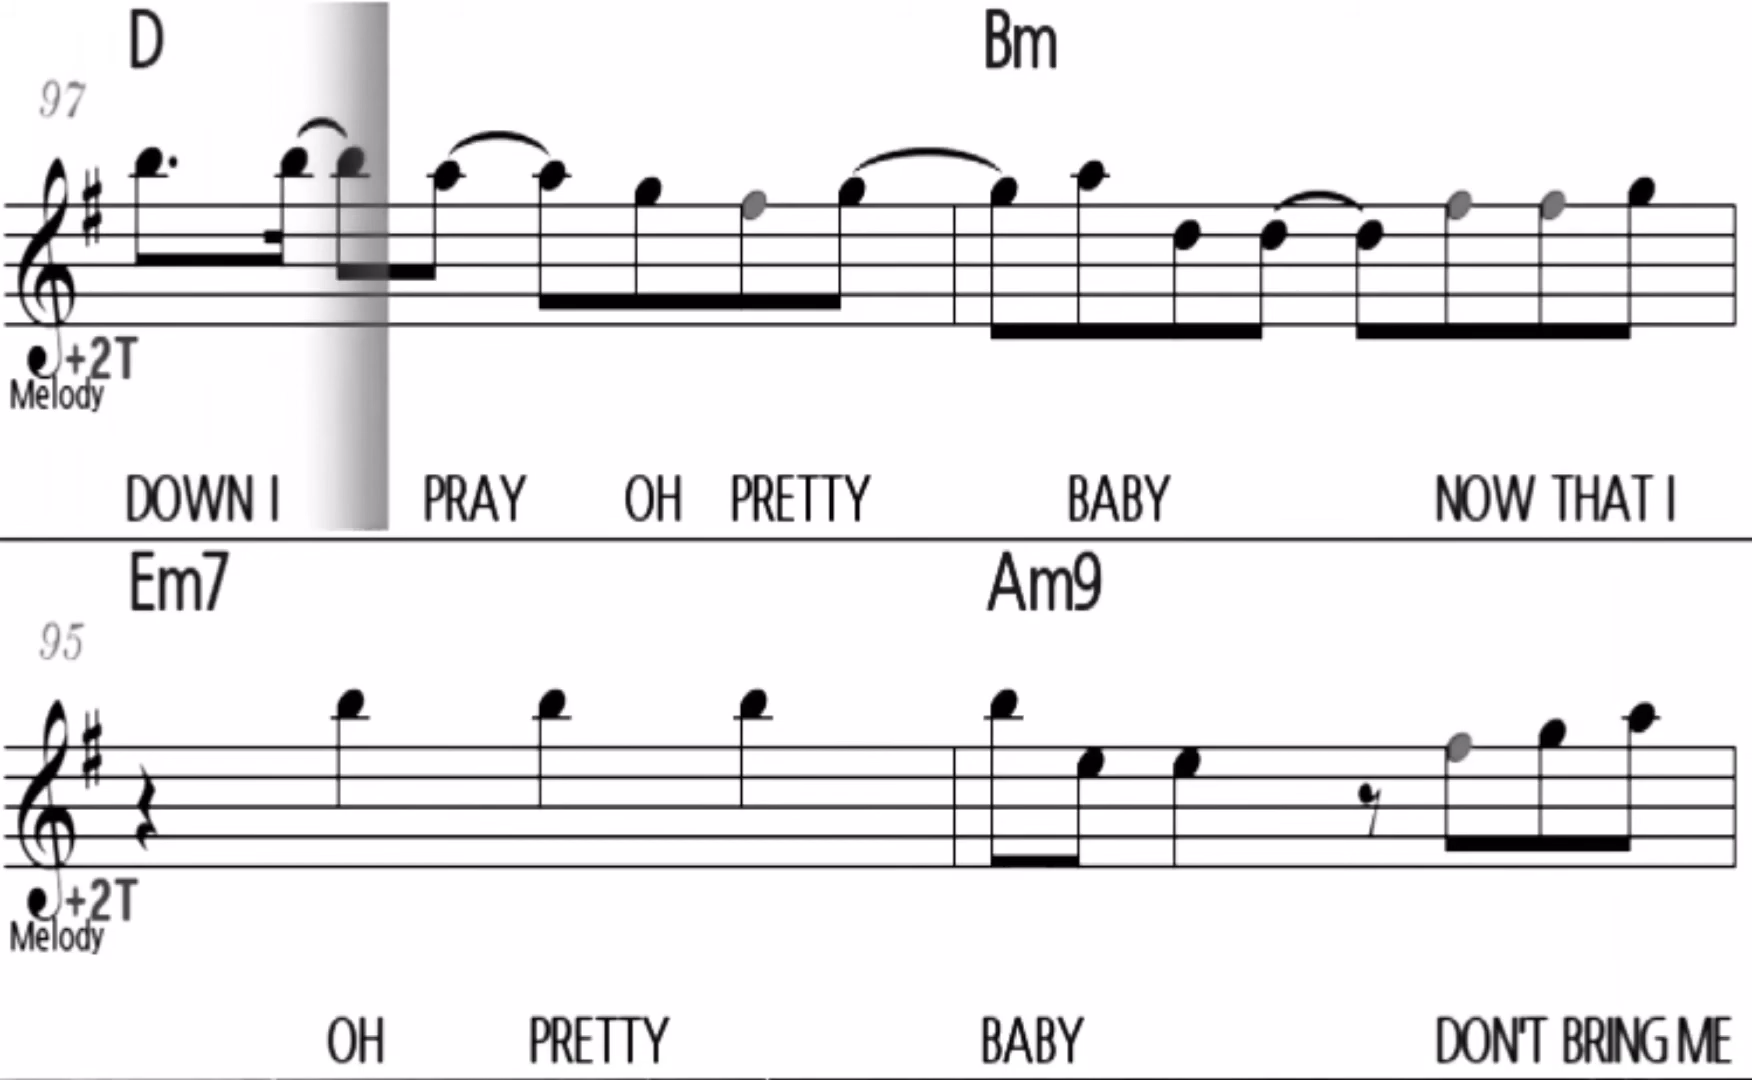 D Bm
97
+2T
Melody
DOWN I PRAY OH PRETTY BABY NOW THAT I
Em7 Am9
95
+2T
Melody
OH PRETTY BABY DON'T BRING ME